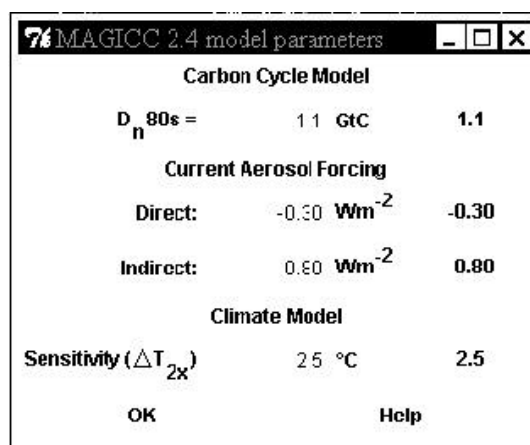 MAGICC 2.4 model parameters
Carbon Cycle Model
Dn80s = 1.1 GtC 1.1
Current Aerosol Forcing
Direct: -0.30 Wm-2 -0.30
Indirect: 0.80 Wm-2 0.80
Climate Model
Sensitivity (△T2x) 2.5 °C 2.5
OK Help